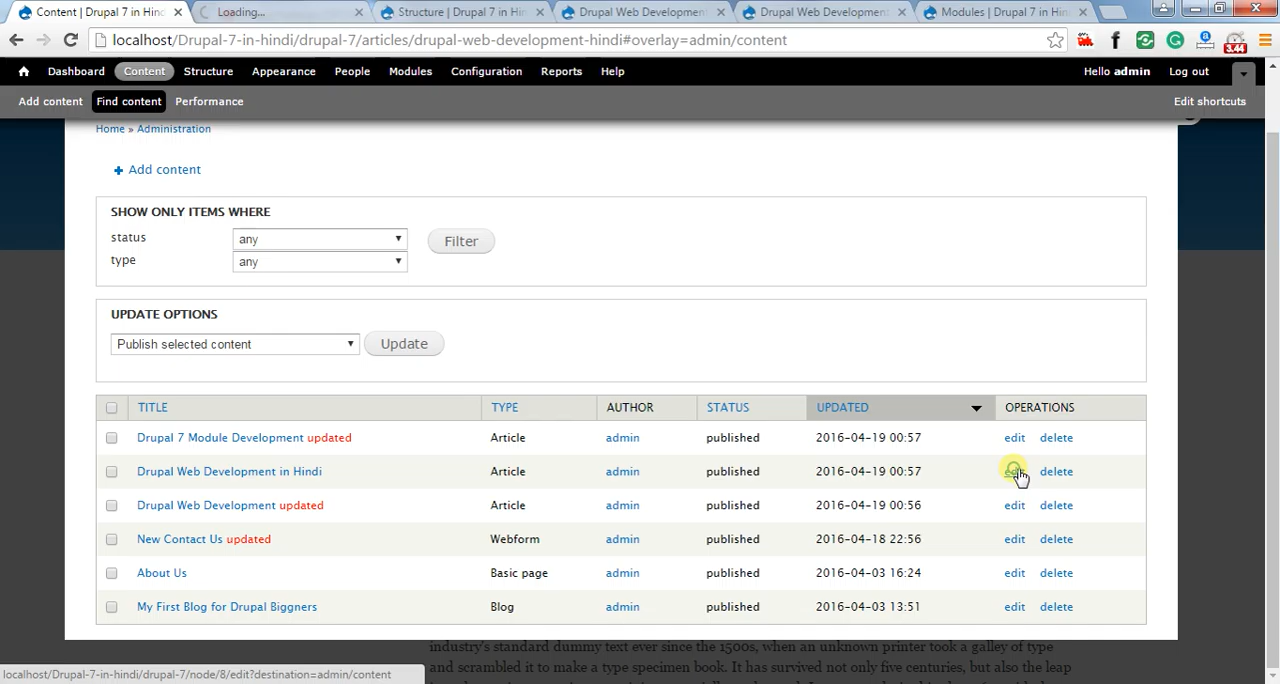 Content | Drupal 7 in Hind
Loading...
Structure | Drupal 7 in Hin
Drupal Web Development
Drupal Web Development
Modules | Drupal 7 in Hind
localhost/Drupal-7-in-hindi/drupal-7/articles/drupal-web-development-hindi#overlay=admin/content
3.44
Dashboard Content Structure Appearance People Modules Configuration Reports Help Hello admin Log out
Add content Find content Performance Edit shortcuts
Home » Administration
+ Add content
SHOW ONLY ITEMS WHERE
status any Filter
type any
UPDATE OPTIONS
Publish selected content Update
TITLE TYPE AUTHOR STATUS UPDATED OPERATIONS
Drupal 7 Module Development updated Article admin published 2016-04-19 00:57 edit delete
Drupal Web Development in Hindi Article admin published 2016-04-19 00:57 edit delete
Drupal Web Development updated Article admin published 2016-04-19 00:56 edit delete
New Contact Us updated Webform admin published 2016-04-18 22:56 edit delete
About Us Basic page admin published 2016-04-03 16:24 edit delete
My First Blog for Drupal Biggners Blog admin published 2016-04-03 13:51 edit delete
industry's standard dummy text ever since the 1500s, when an unknown printer took a galley of type
and scrambled it to make a type specimen book. It has survived not only five centuries, but also the leap
localhost/Drupal-7-in-hindi/drupal-7/node/8/edit?destination=admin/content